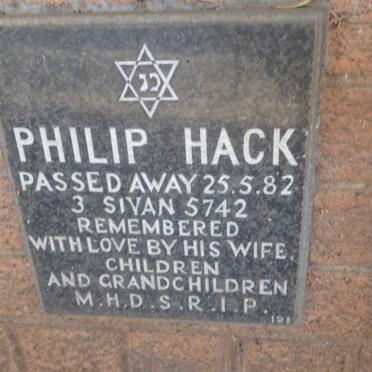 פנ
PHILIP HACK
PASSED AWAY 25.5.82
3 SIVAN 5742
REMEMBERED
WITH LOVE BY HIS WIFE,
CHILDREN
AND GRANDCHILDREN
M.H.D.S.R.I.P.
121